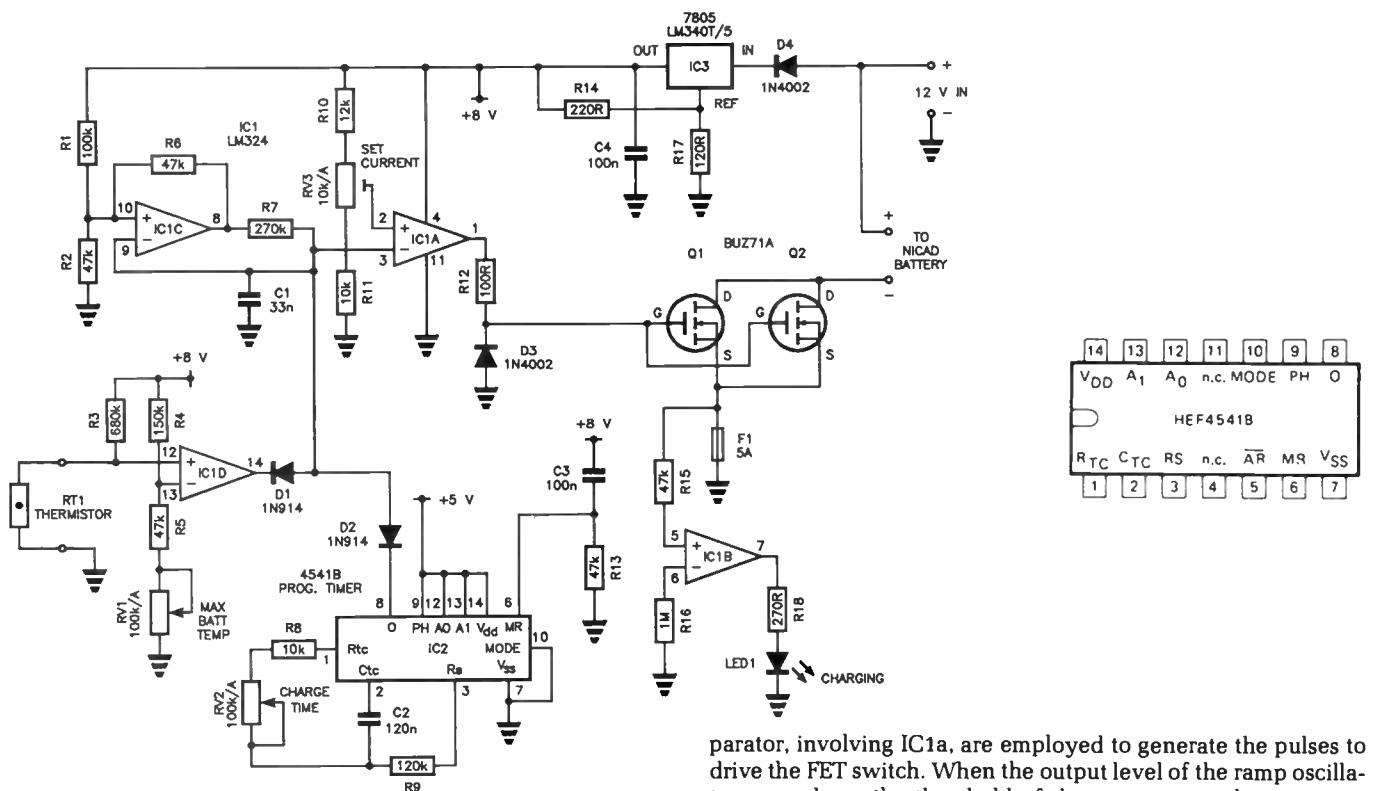 7805
LM340T/5
OUT
IN
D4
IC3
1N4002
+
12 V IN
−
REF
R14
220R
+8 V
R10
12k
R1
100k
IC1
LM324
R6
47k
SET
CURRENT
RV3
10k/A
C4
100n
R17
120R
10
+
IC1C
8
−
9
R7
270k
2
+
4
IC1A
1
−
3
11
R2
47k
C1
33n
R11
10k
R12
100R
D3
1N4002
Q1
BUZ71A
Q2
+
TO
NICAD
BATTERY
−
G
D
S
G
D
S
+8 V
R3
680k
R4
150k
12
+
IC1D
14
−
13
D1
1N914
RT1
THERMISTOR
R5
47k
RV1
100k/A
MAX
BATT
TEMP
D2
1N914
+5 V
+8 V
C3
100n
R13
47k
F1
5A
R15
47k
5
+
IC1B
7
−
6
R16
1M
R18
270R
LED1
CHARGING
4541B
PROG. TIMER
8
9
12
13
14
6
O
PH
A0
A1
Vdd
MR
10
IC2
MODE
Rtc
Ctc
Rs
Vss
1
2
3
7
R8
10k
RV2
100k/A
CHARGE
TIME
C2
120n
120k
R9
14 13 12 11 10 9 8
VDD A1 A0 n.c. MODE PH O
HEF4541B
RTC CTC RS n.c. AR MR VSS
1 2 3 4 5 6 7
parator, involving IC1a, are employed to generate the pulses to
drive the FET switch. When the output level of the ramp oscilla-